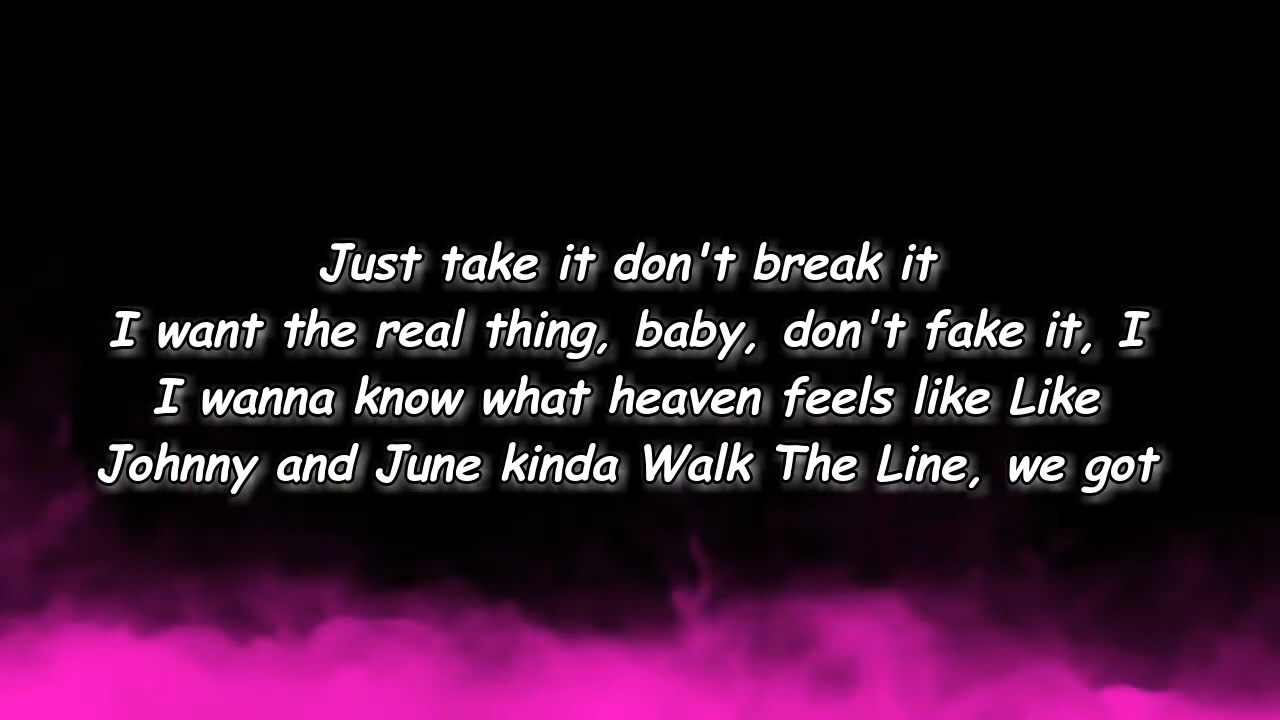 Just take it don't break it
I want the real thing, baby, don't fake it, I
I wanna know what heaven feels like Like
Johnny and June kinda Walk The Line, we got